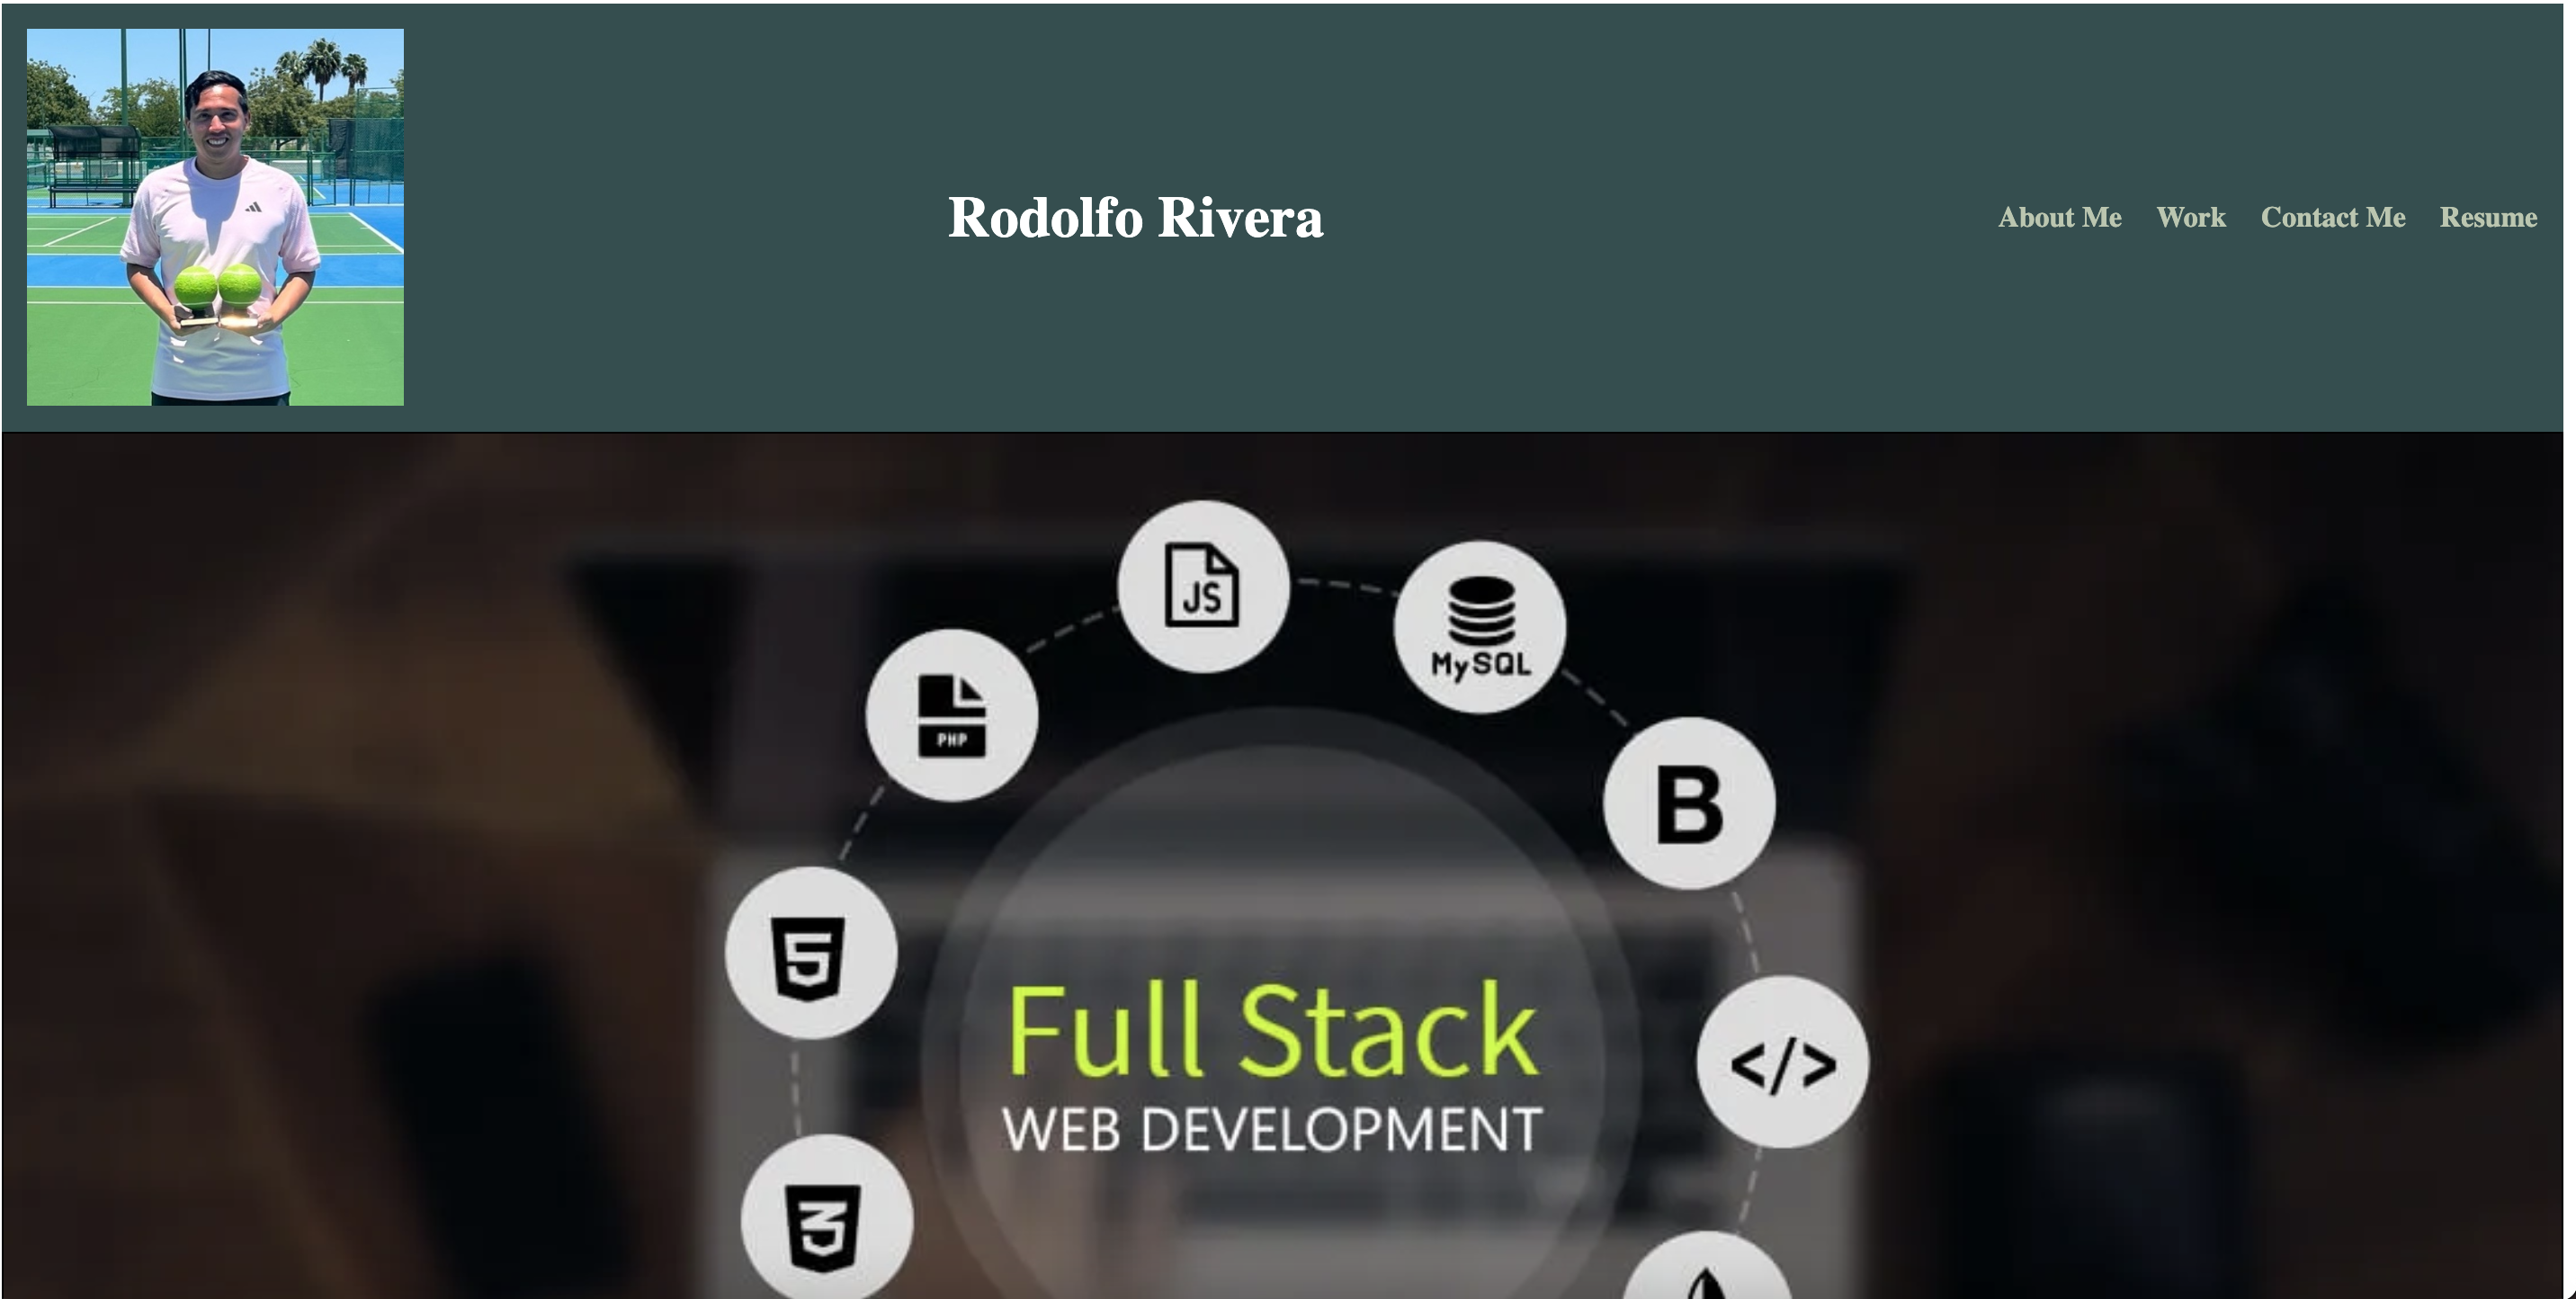 Rodolfo Rivera
About Me Work Contact Me Resume
JS
MySQL
PHP
B
5
</>
Full Stack
WEB DEVELOPMENT
3